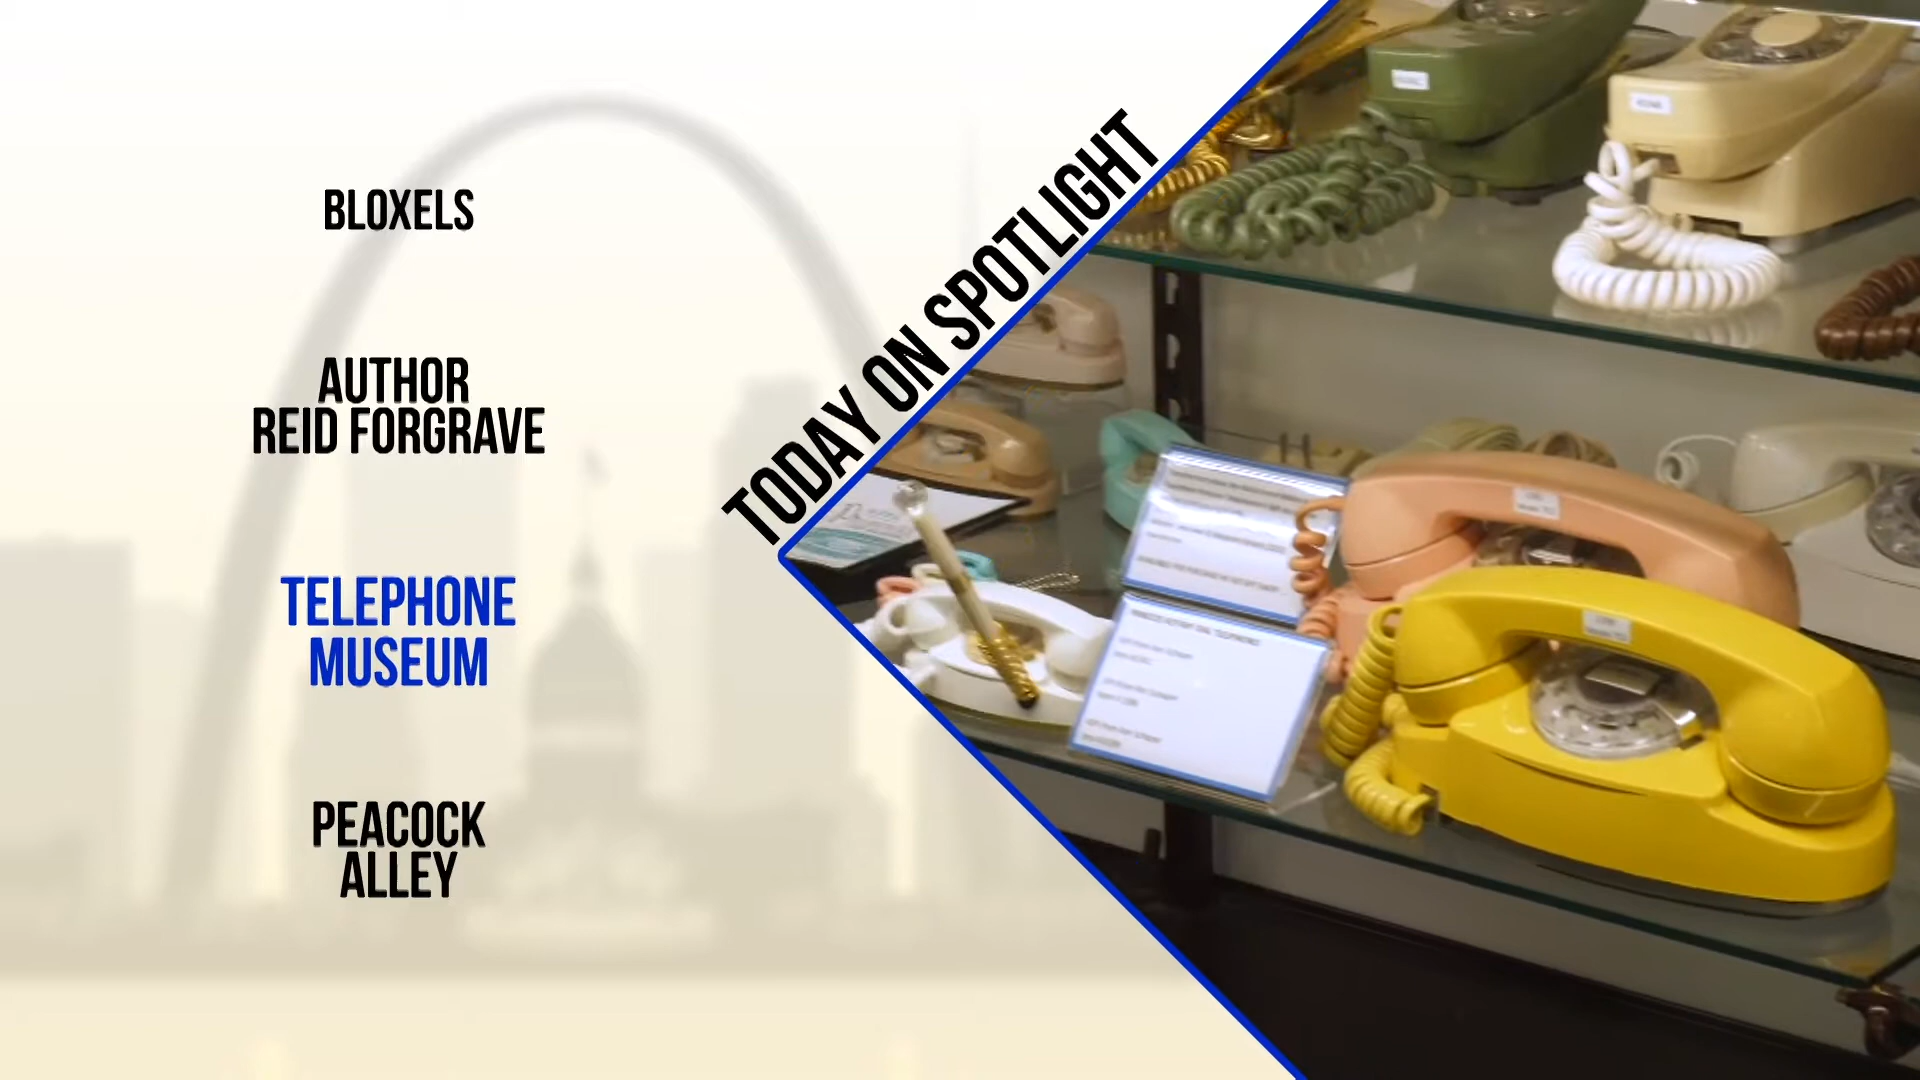 BLOXELS
AUTHOR
REID FORGRAVE
TELEPHONE
MUSEUM
PEACOCK
ALLEY
TODAY ON SPOTLIGHT